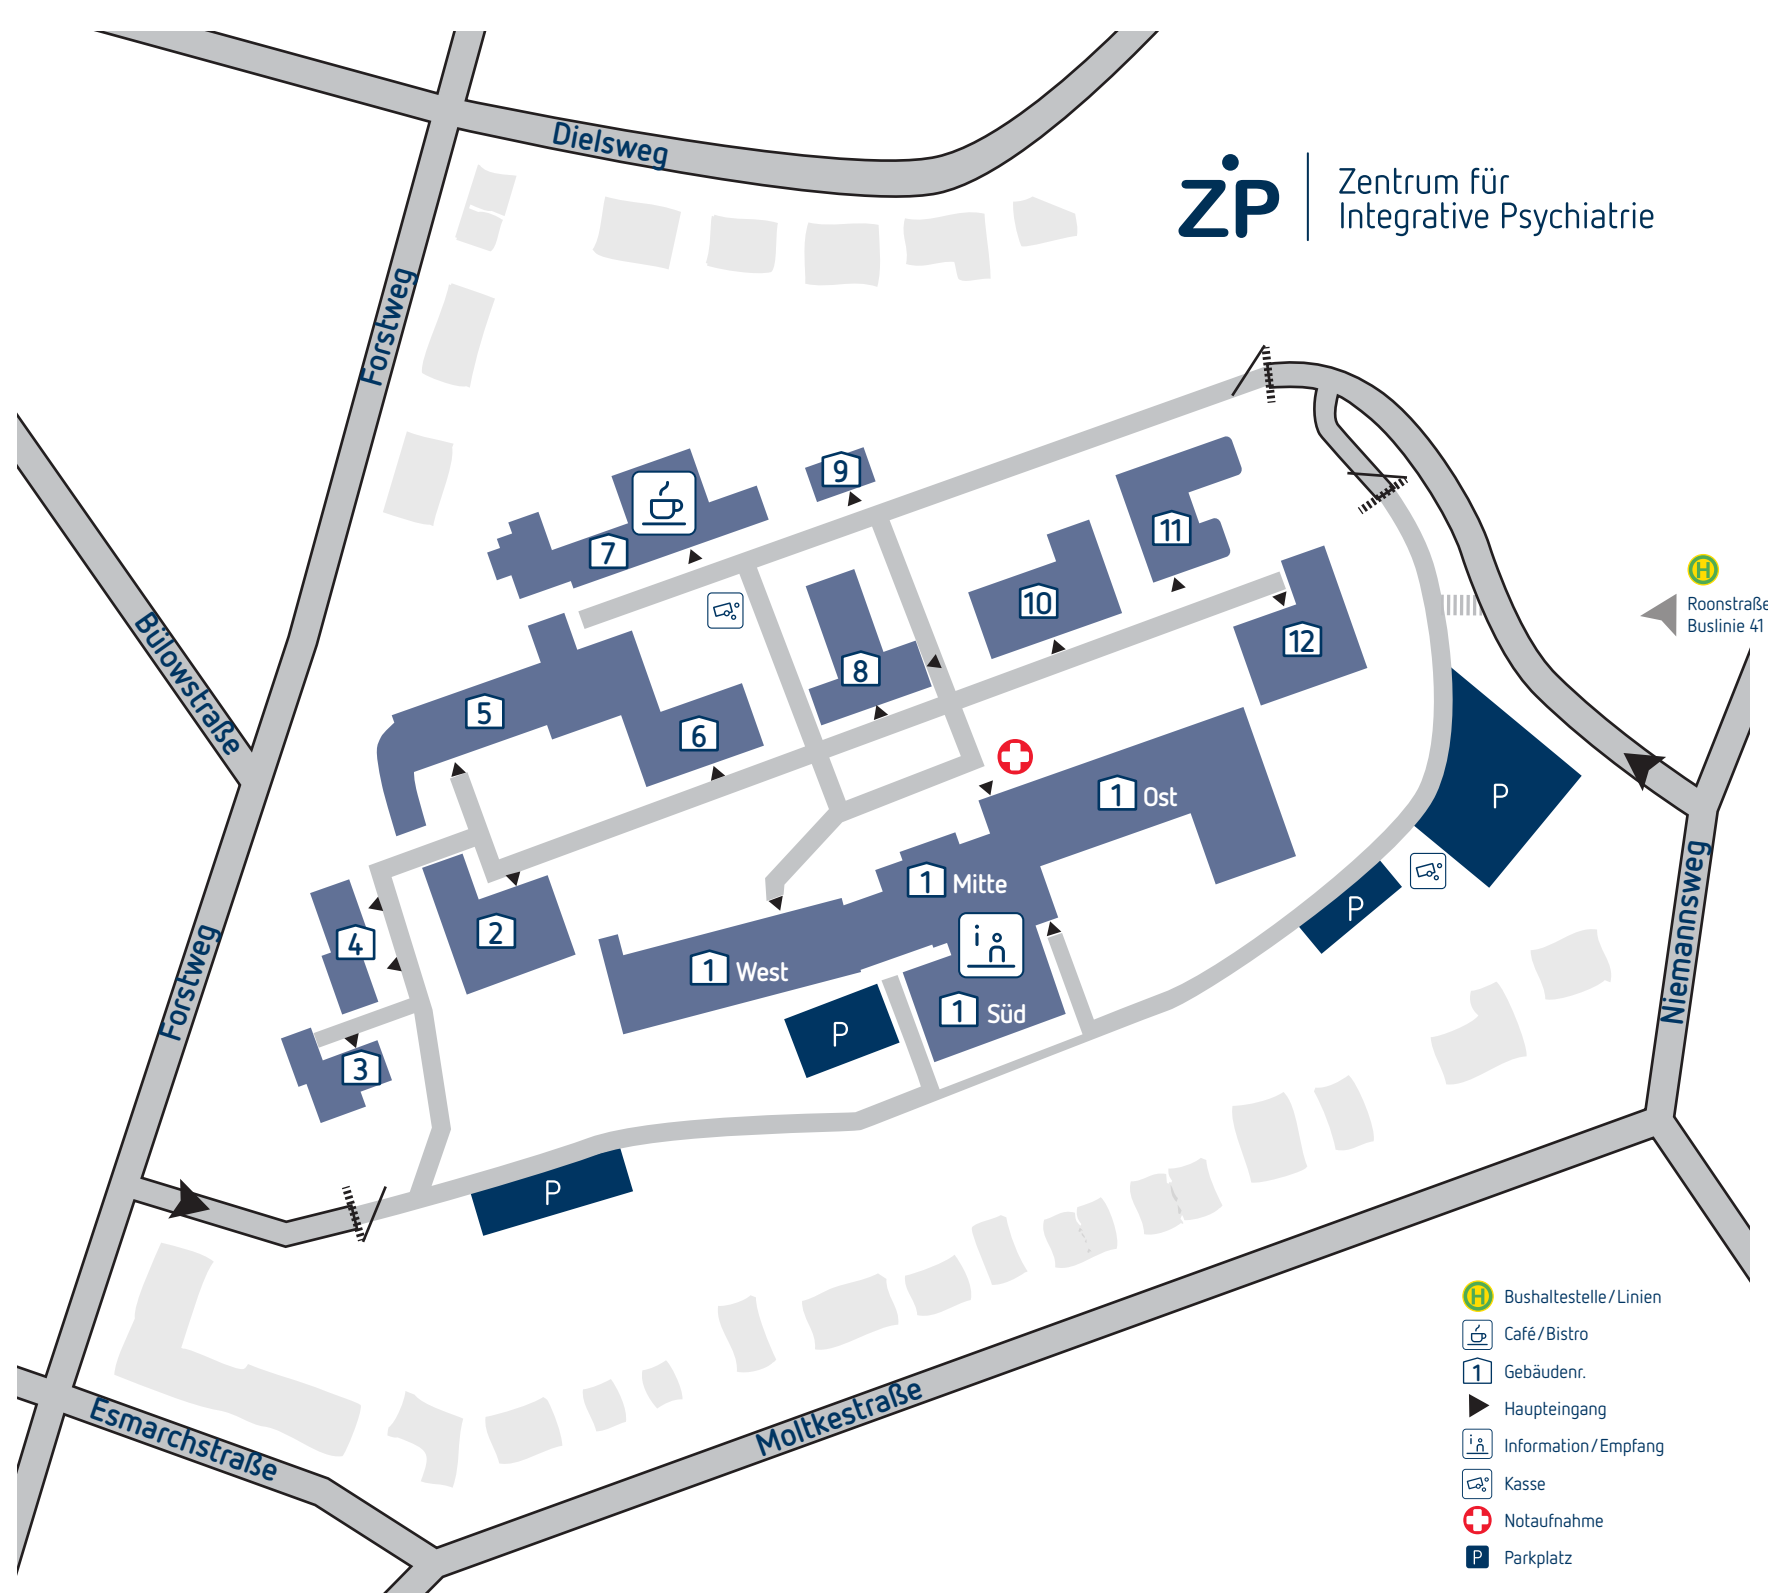 Dielsweg
ZiP
Zentrum für
Integrative Psychiatrie
Forstweg
9
7
11
10
H
Roonstraße
Buslinie 41
12
Bülowstraße
8
5
6
1 Ost
P
1 Mitte
P
2
4
i
1 West
Niemannsweg
Forstweg
1 Süd
P
3
P
H Bushaltestelle / Linien
Café / Bistro
1 Gebäudenr.
Haupteingang
i Information / Empfang
Kasse
Notaufnahme
P Parkplatz
Moltkestraße
Esmarchstraße